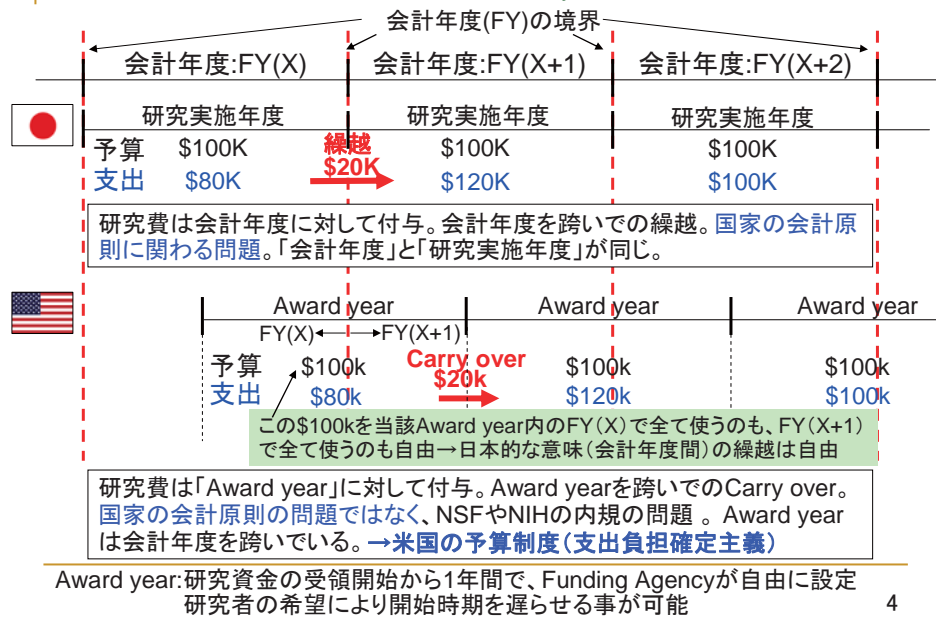 会計年度(FY)の境界
会計年度:FY(X) 会計年度:FY(X+1) 会計年度:FY(X+2)
研究実施年度 研究実施年度 研究実施年度
予算 $100K 繰越 $100K $100K
支出 $80K $20K $120K $100K
研究費は会計年度に対して付与。会計年度を跨いでの繰越。国家の会計原
則に関わる問題。「会計年度」と「研究実施年度」が同じ。
Award year Award year Award year
FY(X) FY(X+1)
予算 $100k Carry over $100k $100k
支出 $80k $20k $120k $100k
この$100kを当該Award year内のFY(X)で全て使うのも、FY(X+1)
で全て使うのも自由→日本的な意味(会計年度間)の繰越は自由
研究費は「Award year」に対して付与。Award yearを跨いでのCarry over。
国家の会計原則の問題ではなく、NSFやNIHの内規の問題 。Award year
は会計年度を跨いでいる。→米国の予算制度(支出負担確定主義)
Award year:研究資金の受領開始から1年間で、Funding Agencyが自由に設定
研究者の希望により開始時期を遅らせる事が可能
4